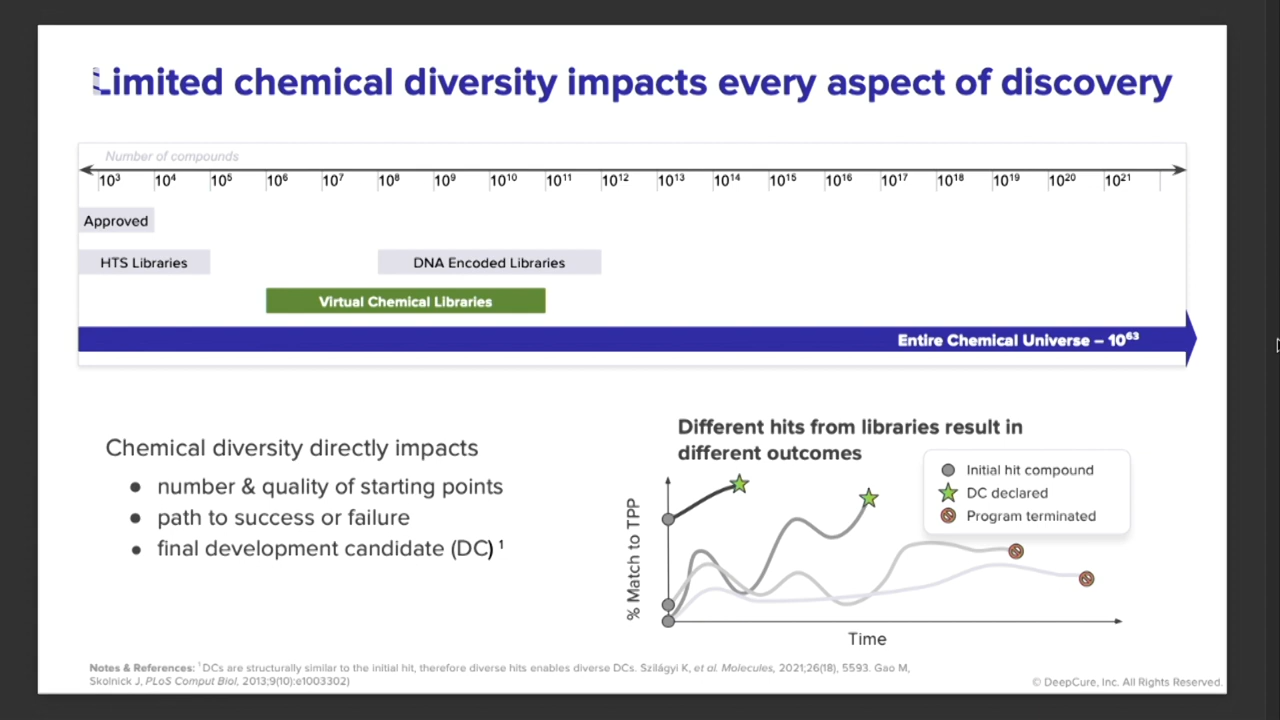 Limited chemical diversity impacts every aspect of discovery
Number of compounds
10³ 10⁴ 10⁵ 10⁶ 10⁷ 10⁸ 10⁹ 10¹⁰ 10¹¹ 10¹² 10¹³ 10¹⁴ 10¹⁵ 10¹⁶ 10¹⁷ 10¹⁸ 10¹⁹ 10²⁰ 10²¹
Approved
HTS Libraries DNA Encoded Libraries
Virtual Chemical Libraries
Entire Chemical Universe – 10⁶³
Chemical diversity directly impacts
● number & quality of starting points
● path to success or failure
● final development candidate (DC) ¹
Different hits from libraries result in
different outcomes
Initial hit compound
DC declared
Program terminated
% Match to TPP
Time
Notes & References: ¹DCs are structurally similar to the initial hit, therefore diverse hits enables diverse DCs. Szilágyi K, et al. Molecules, 2021;26(18), 5593. Gao M,
Skolnick J, PLoS Comput Biol, 2013;9(10):e1003302)
© DeepCure, Inc. All Rights Reserved.